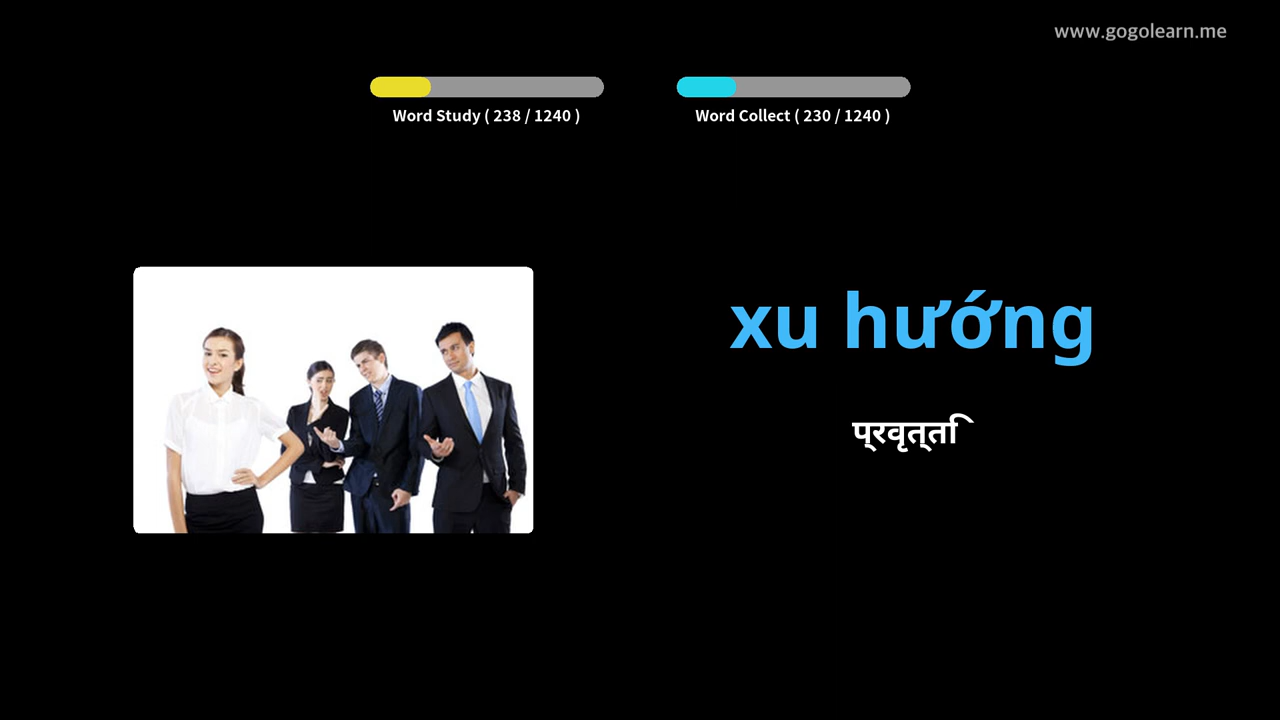 www.gogolearn.me
Word Study ( 238 / 1240 )
Word Collect ( 230 / 1240 )
xu hướng
प्रवृत्ति